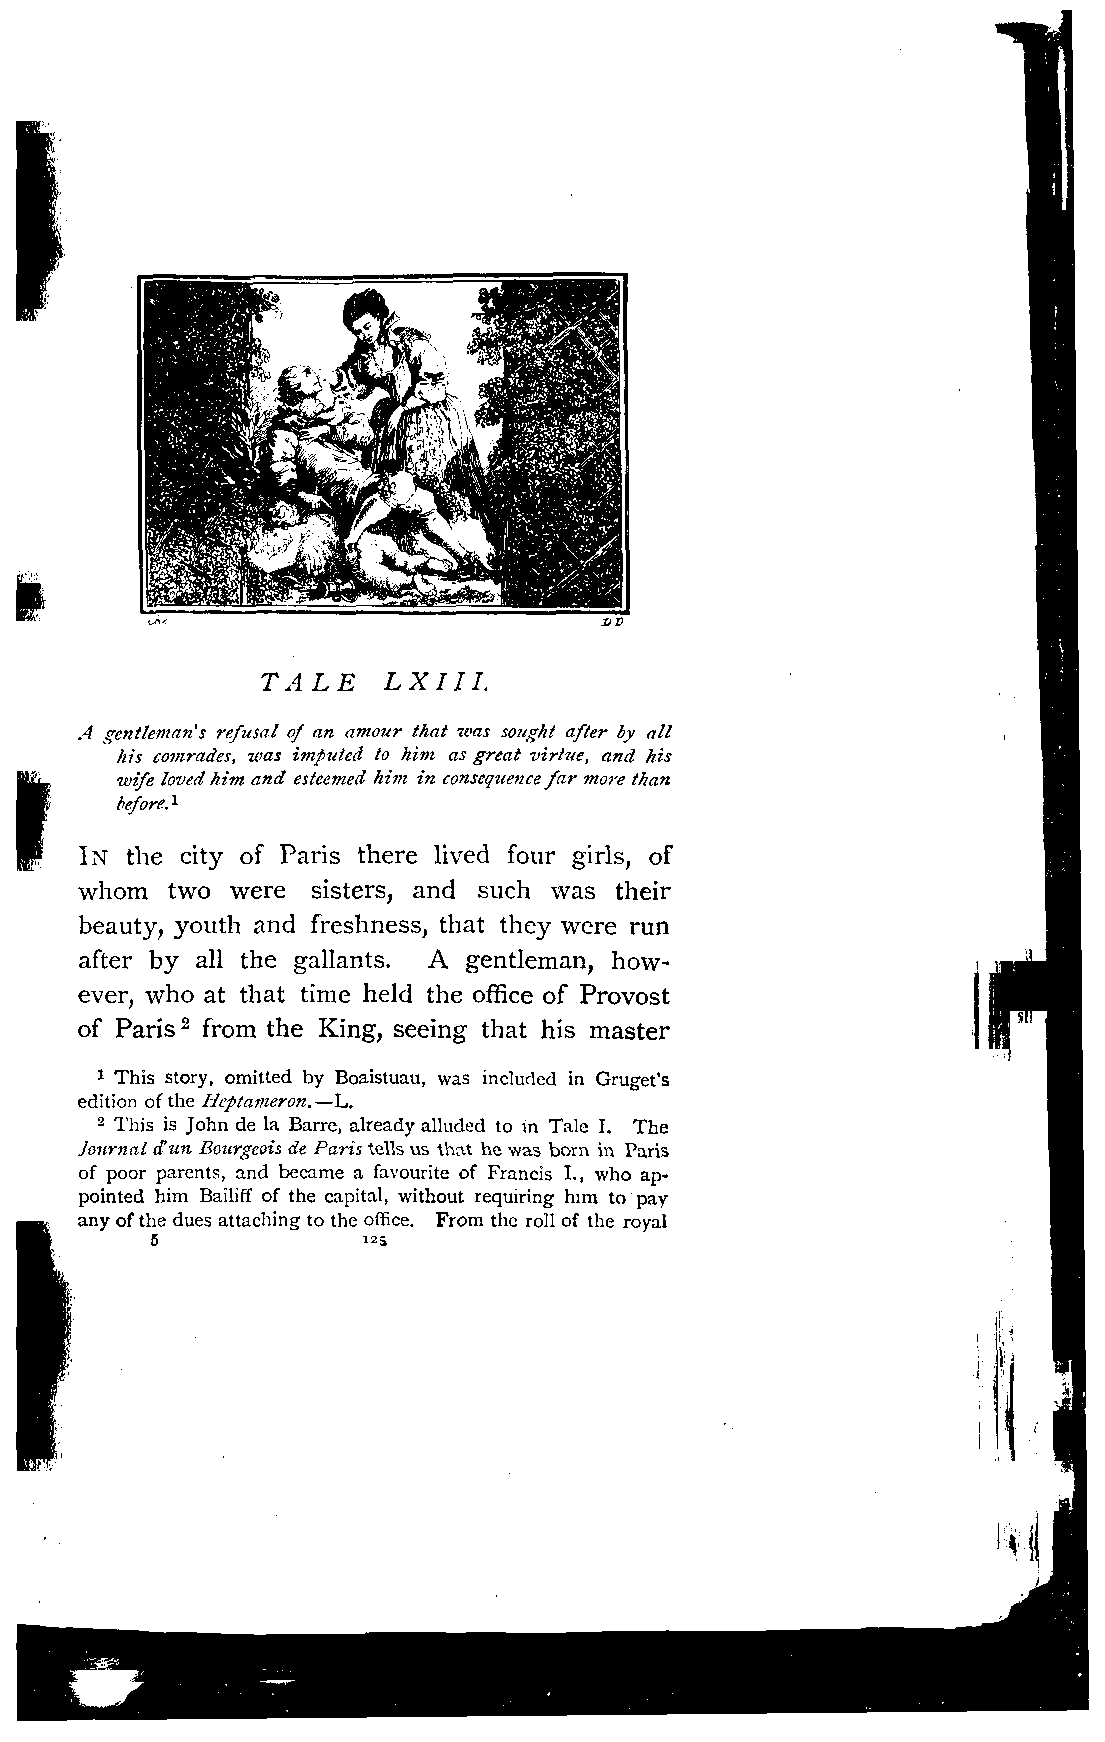 TALE LXIII.
A gentleman's refusal of an amour that was sought after by all
his comrades, was imputed to him as great virtue, and his
wife loved him and esteemed him in consequence far more than
before.¹
IN the city of Paris there lived four girls, of
whom two were sisters, and such was their
beauty, youth and freshness, that they were run
after by all the gallants. A gentleman, how-
ever, who at that time held the office of Provost
of Paris² from the King, seeing that his master
¹ This story, omitted by Boaistuau, was included in Gruget's
edition of the Heptameron.—L.
² This is John de la Barre, already alluded to in Tale I. The
Journal d'un Bourgeois de Paris tells us that he was born in Paris
of poor parents, and became a favourite of Francis I., who ap-
pointed him Bailiff of the capital, without requiring him to pay
any of the dues attaching to the office. From the roll of the royal
5 125